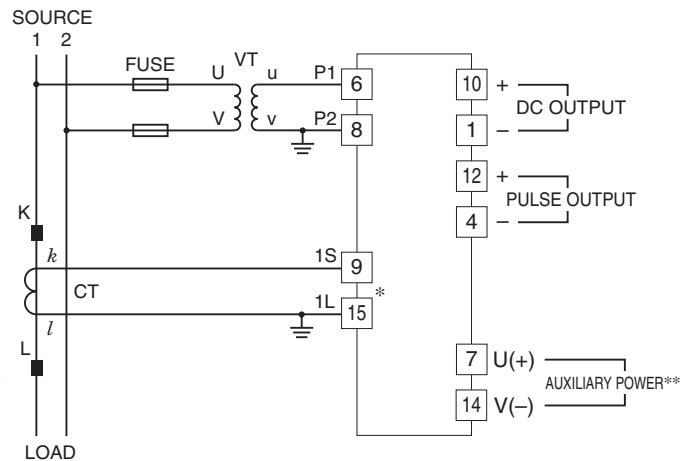 SOURCE
1 2
FUSE
VT
U u P1 6
V v P2 8
10 +
DC OUTPUT
1 –
12 +
PULSE OUTPUT
4 –
K
k 1S 9
CT
*
l 1L 15
L
7 U(+)
AUXILIARY POWER**
14 V(–)
LOAD